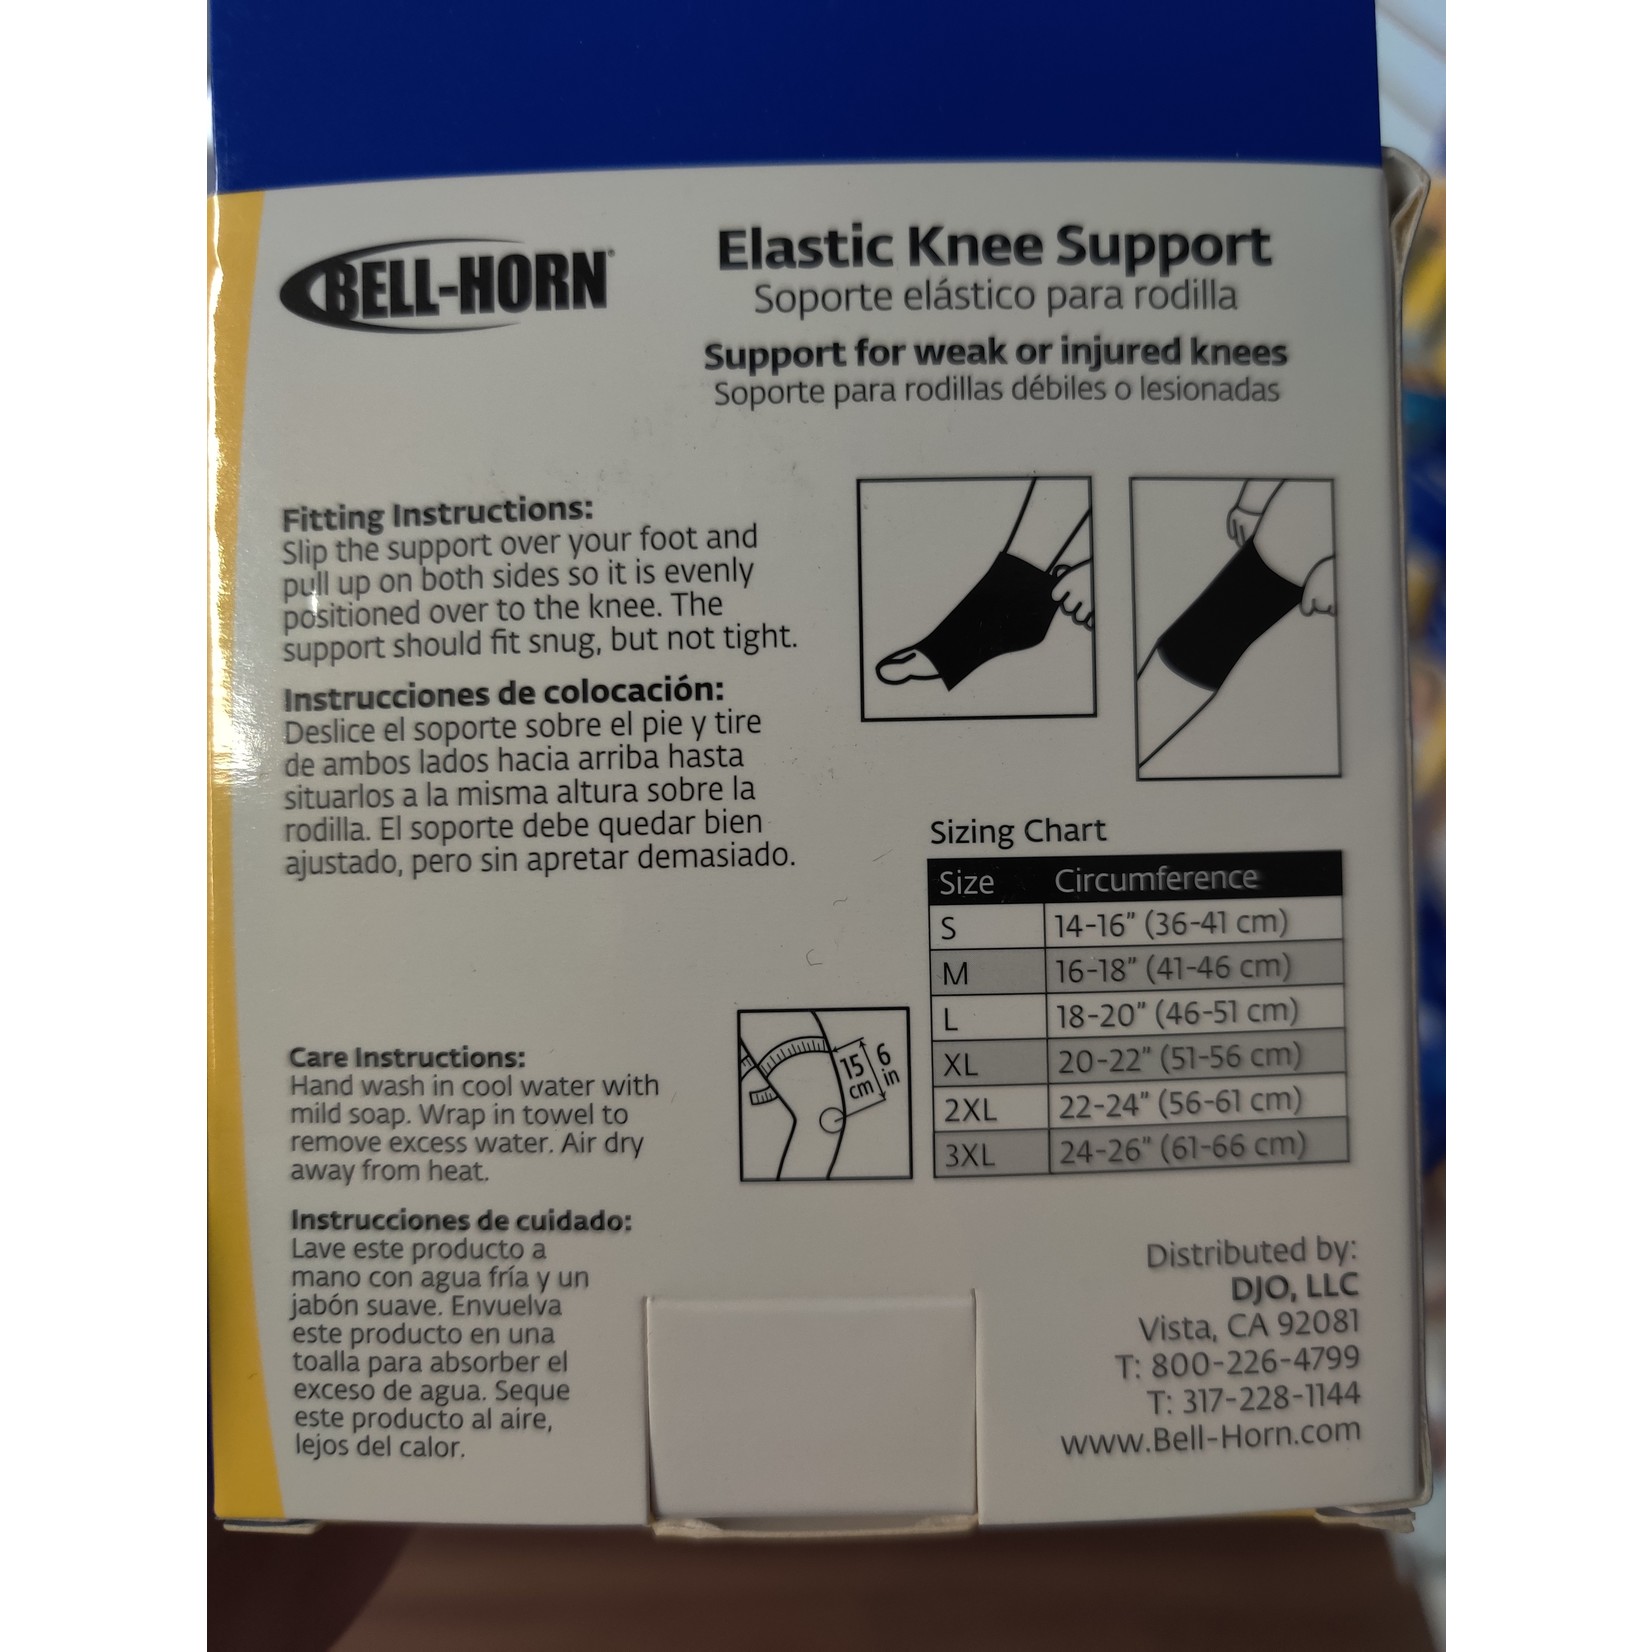 BELL-HORN®
Elastic Knee Support
Soporte elástico para rodilla
Support for weak or injured knees
Soporte para rodillas débiles o lesionadas
Fitting Instructions:
Slip the support over your foot and
pull up on both sides so it is evenly
positioned over to the knee. The
support should fit snug, but not tight.
Instrucciones de colocación:
Deslice el soporte sobre el pie y tire
de ambos lados hacia arriba hasta
situarlos a la misma altura sobre la
rodilla. El soporte debe quedar bien
ajustado, pero sin apretar demasiado.
Sizing Chart
Size Circumference
S 14-16" (36-41 cm)
M 16-18" (41-46 cm)
L 18-20" (46-51 cm)
XL 20-22" (51-56 cm)
2XL 22-24" (56-61 cm)
3XL 24-26" (61-66 cm)
15 cm
6 in
Care Instructions:
Hand wash in cool water with
mild soap. Wrap in towel to
remove excess water. Air dry
away from heat.
Instrucciones de cuidado:
Lave este producto a
mano con agua fría y un
jabón suave. Envuelva
este producto en una
toalla para absorber el
exceso de agua. Seque
este producto al aire,
lejos del calor.
Distributed by:
DJO, LLC
Vista, CA 92081
T: 800-226-4799
T: 317-228-1144
www.Bell-Horn.com